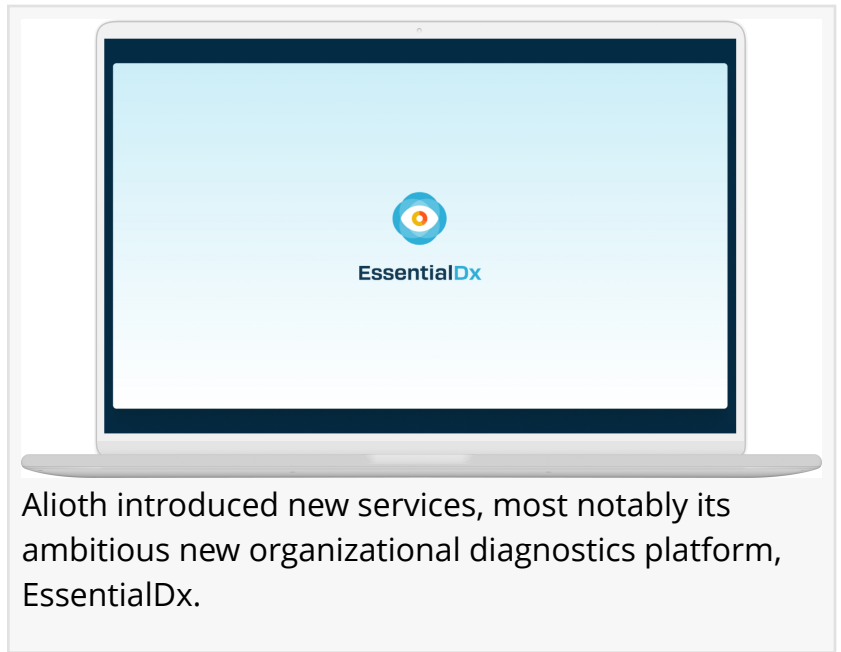 EssentialDx
Alioth introduced new services, most notably its
ambitious new organizational diagnostics platform,
EssentialDx.